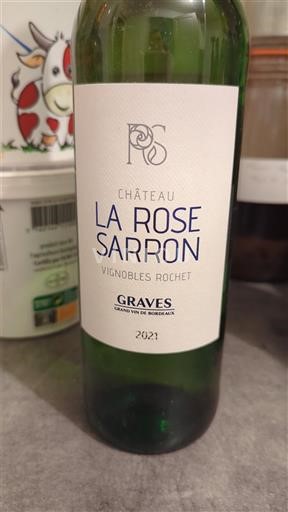 RS
CHÂTEAU
LA ROSE
SARRON
VIGNOBLES ROCHET
GRAVES
GRAND VIN DE BORDEAUX
2021